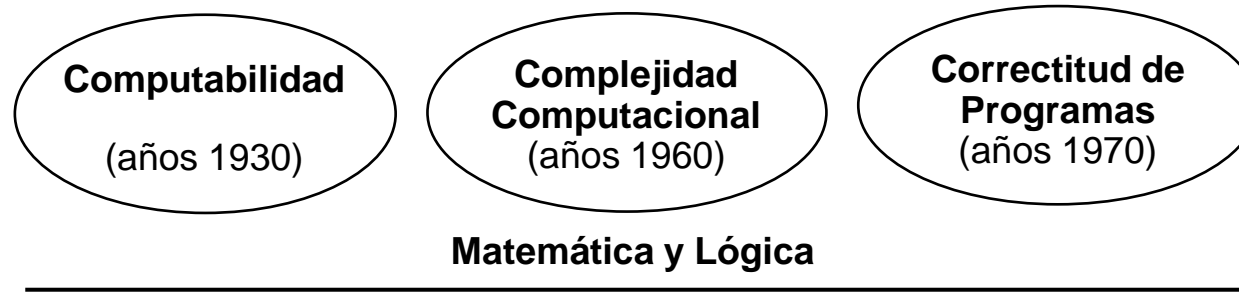 Computabilidad
(años 1930)
Complejidad
Computacional
(años 1960)
Correctitud de
Programas
(años 1970)
Matemática y Lógica